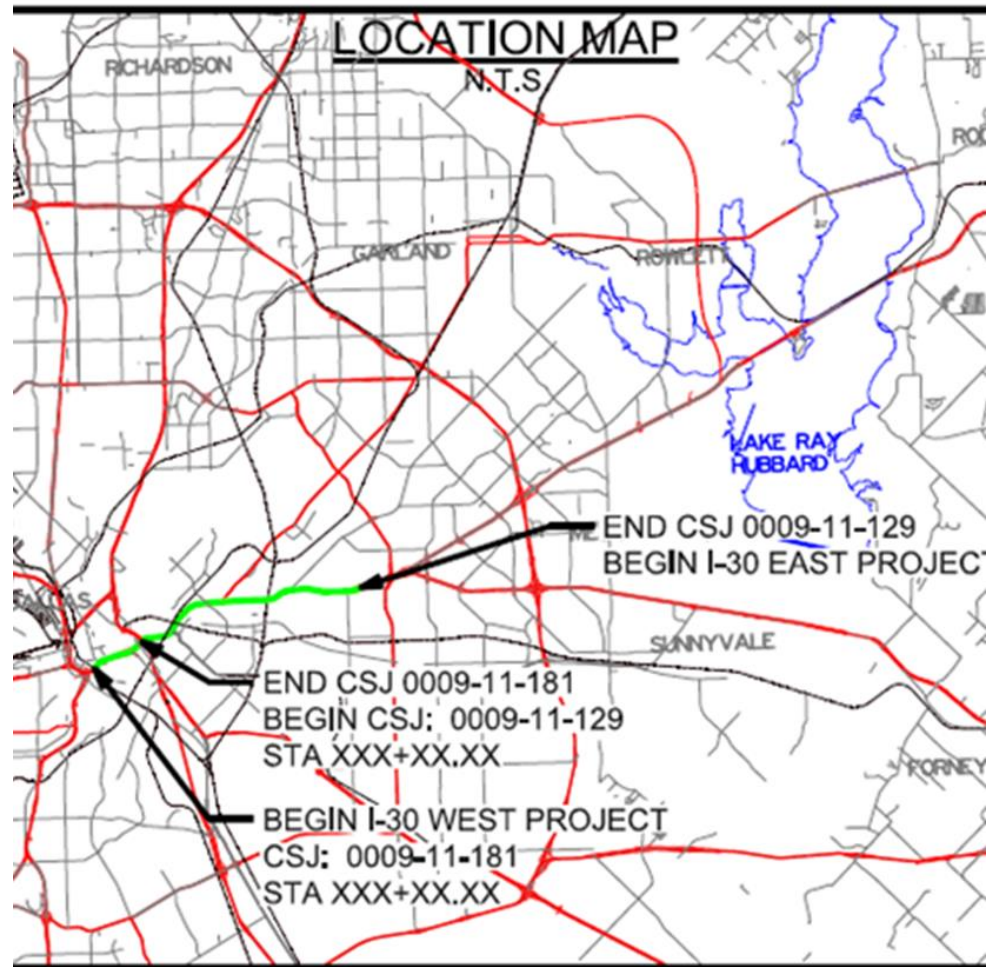 LOCATION MAP
N.T.S.
RICHARDSON
GARLAND
ROWLETT
LAKE RAY
HUBBARD
END CSJ 0009-11-129
BEGIN I-30 EAST PROJECT
SUNNYVALE
END CSJ 0009-11-181
BEGIN CSJ: 0009-11-129
STA XXX+XX.XX
FORNEY
BEGIN I-30 WEST PROJECT
CSJ: 0009-11-181
STA XXX+XX.XX